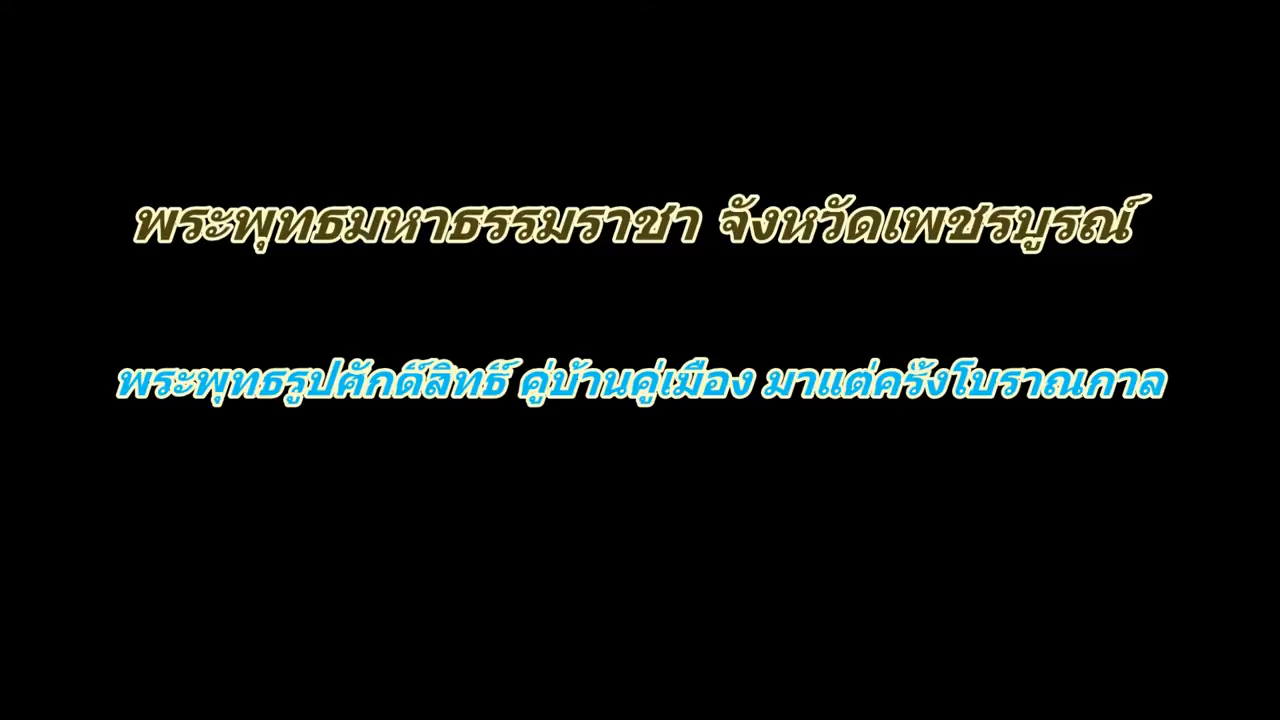 พระพุทธมหาธรรมราชา จังหวัดเพชรบูรณ์
พระพุทธรูปศักดิ์สิทธิ์ คู่บ้านคู่เมือง มาแต่ครั้งโบราณกาล